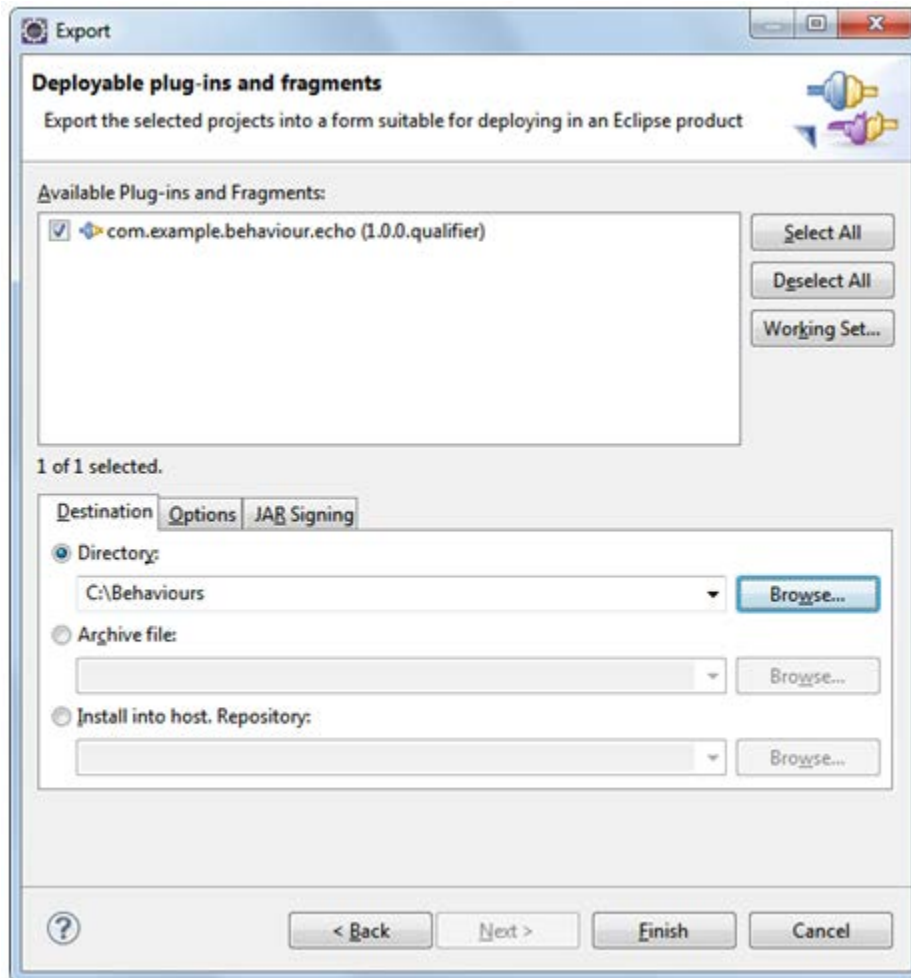 Export
Deployable plug-ins and fragments
Export the selected projects into a form suitable for deploying in an Eclipse product
Available Plug-ins and Fragments:
com.example.behaviour.echo (1.0.0.qualifier)
Select All
Deselect All
Working Set...
1 of 1 selected.
Destination Options JAR Signing
Directory:
C:\Behaviours Browse...
Archive file:
Browse...
Install into host. Repository:
Browse...
? < Back Next > Finish Cancel